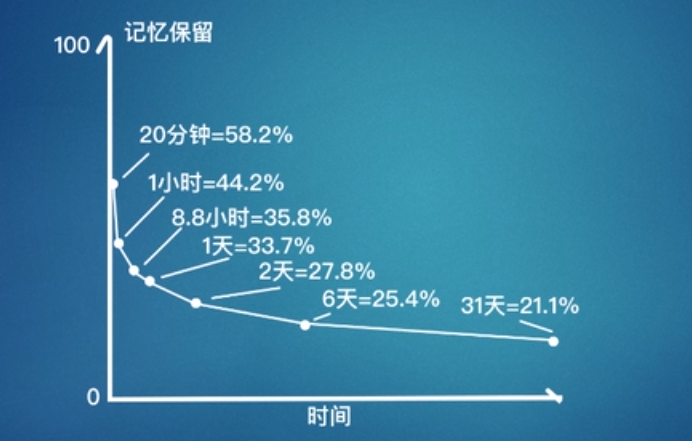 记忆保留
100
20分钟=58.2%
1小时=44.2%
8.8小时=35.8%
1天=33.7%
2天=27.8%
6天=25.4%
31天=21.1%
0
时间